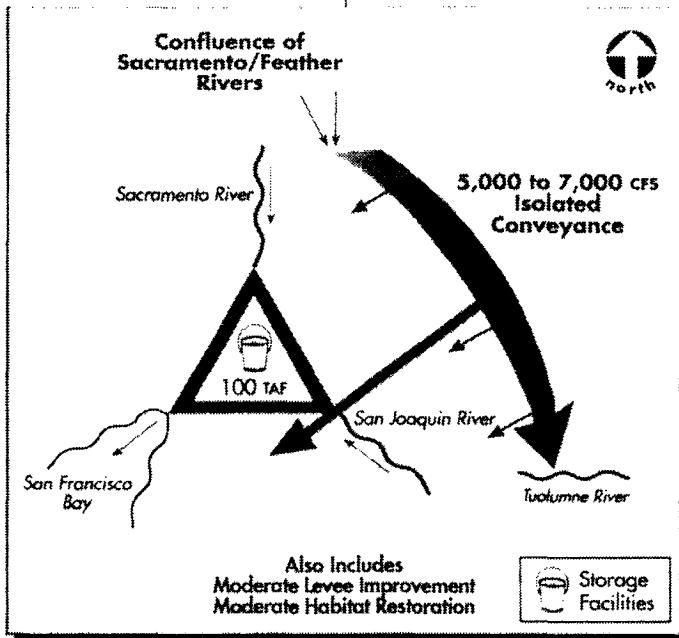 Confluence of
Sacramento/Feather
Rivers
north
Sacramento River
5,000 to 7,000 CFS
Isolated
Conveyance
100 TAF
San Joaquin River
San Francisco
Bay
Tuolumne River
Also Includes
Moderate Levee Improvement
Moderate Habitat Restoration
Storage
Facilities